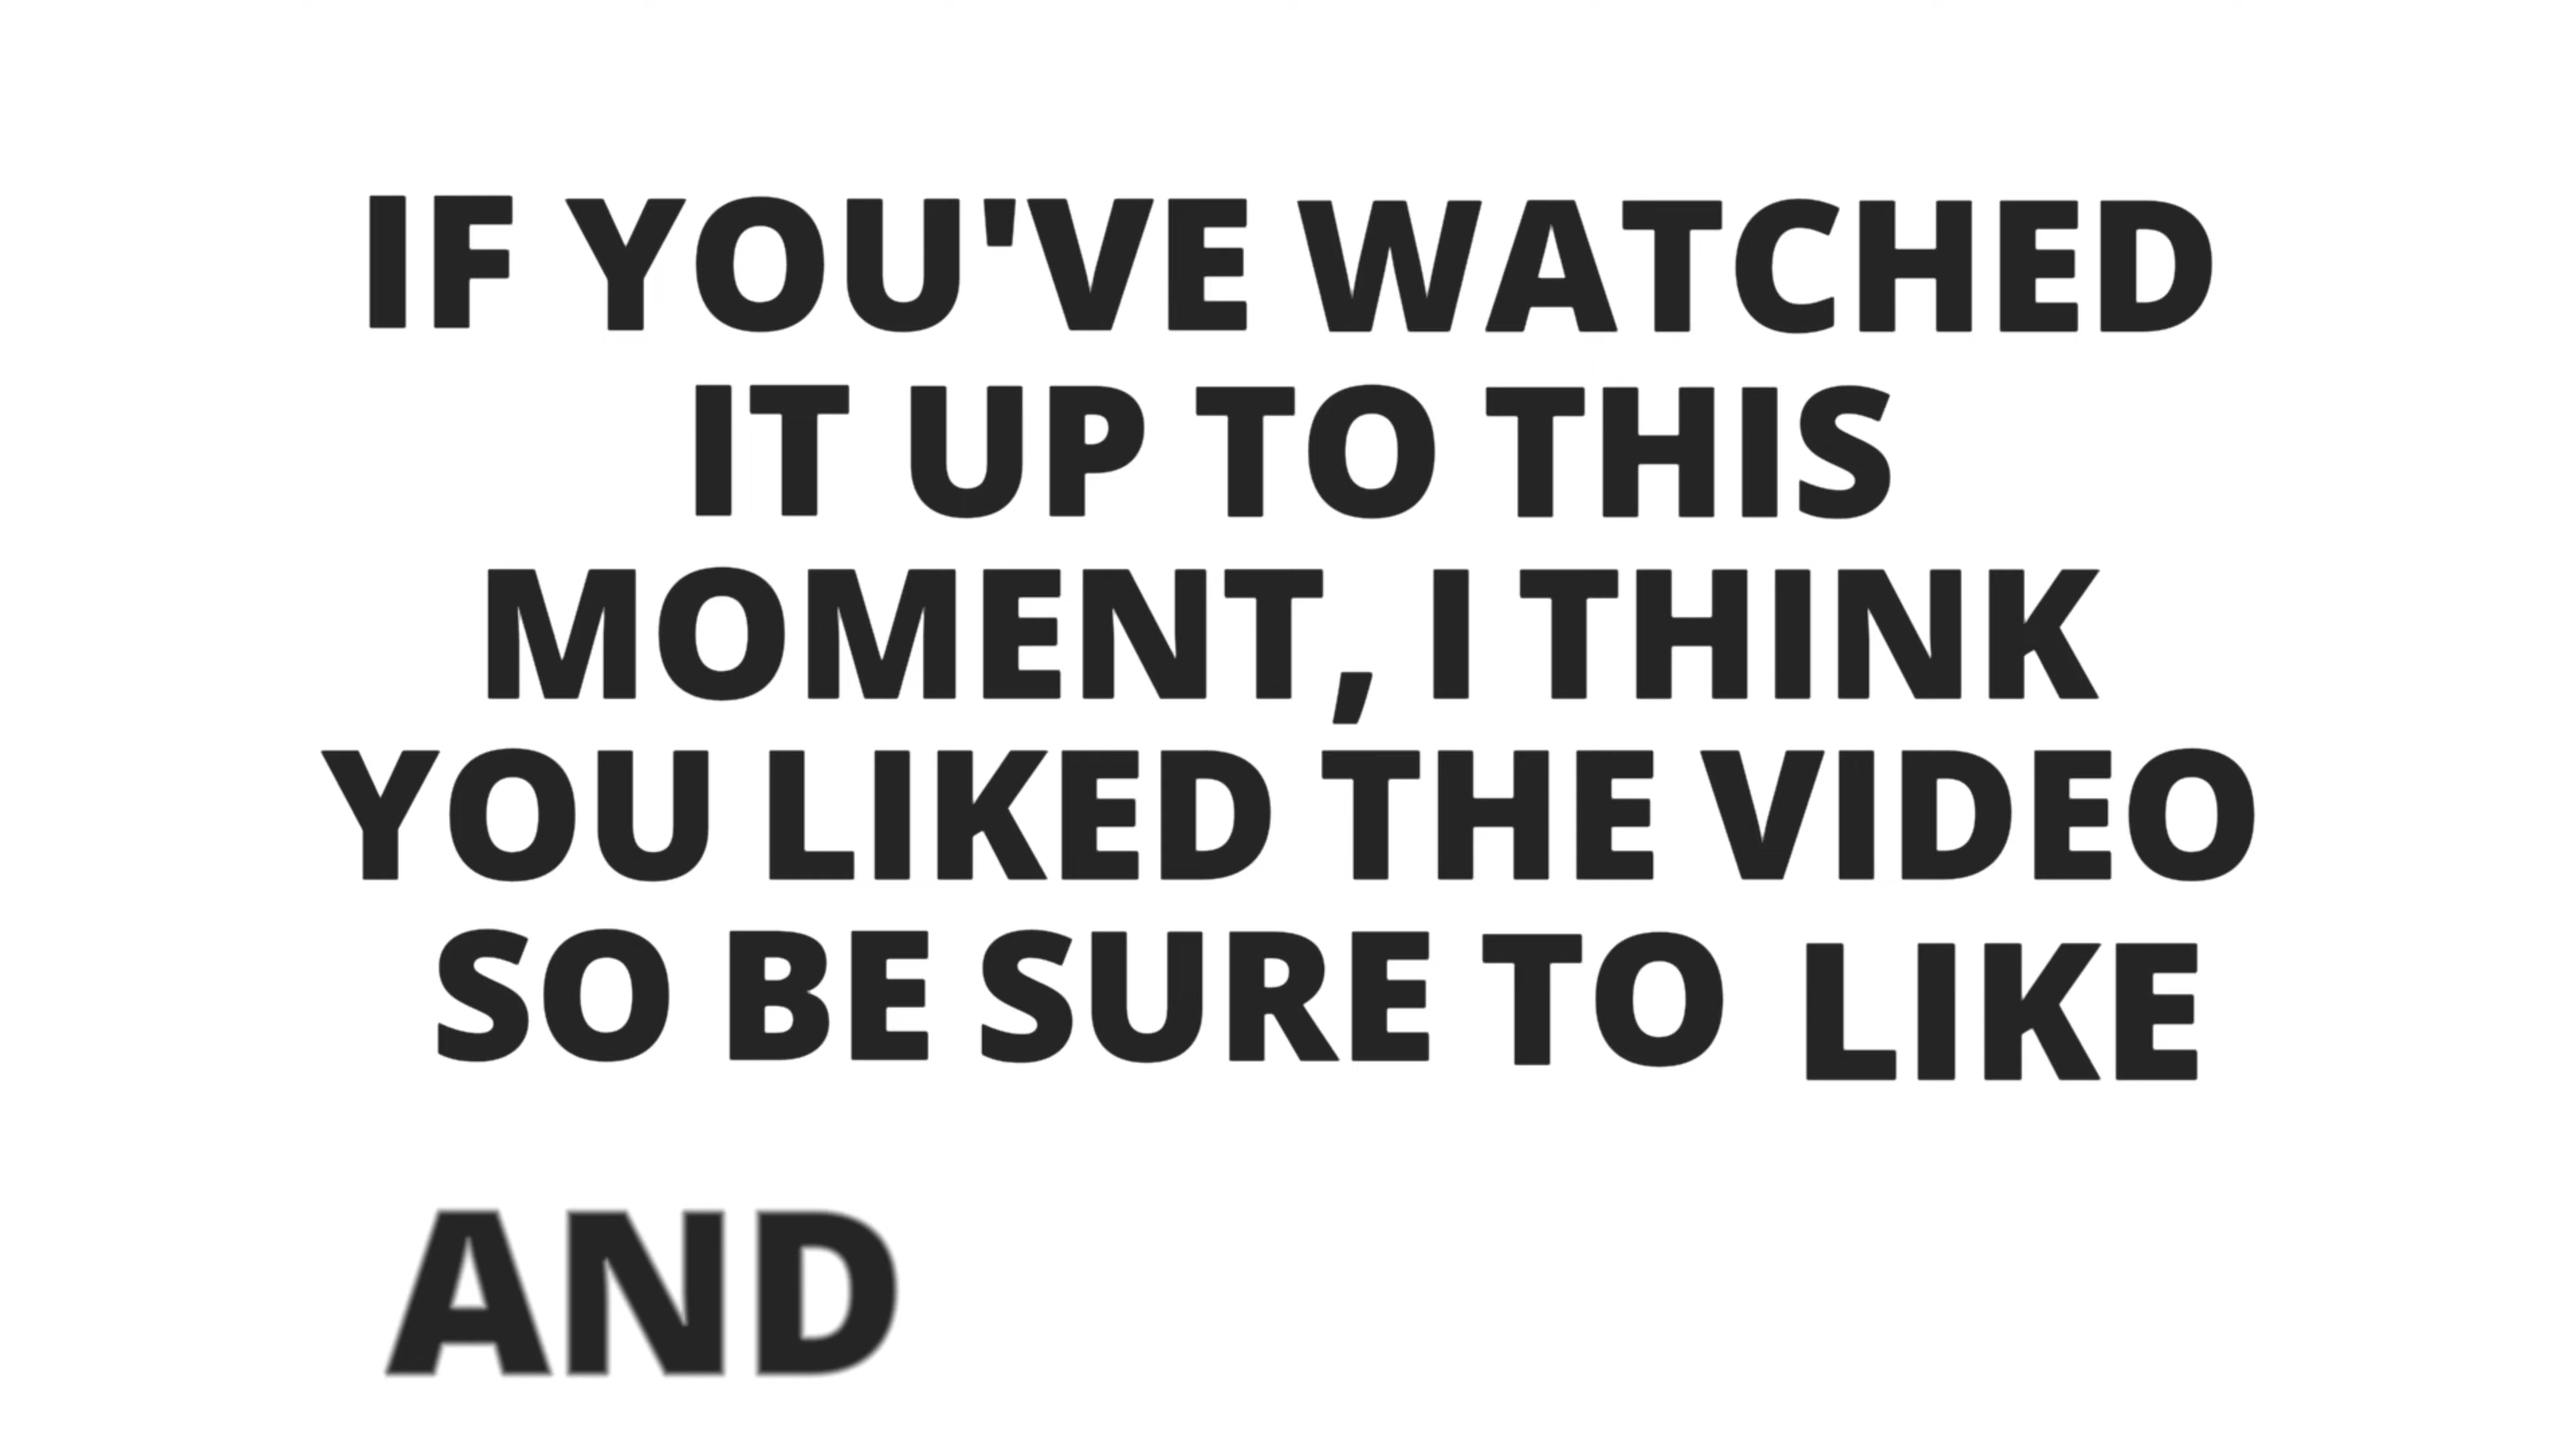 IF YOU'VE WATCHED
IT UP TO THIS
MOMENT, I THINK
YOU LIKED THE VIDEO
SO BE SURE TO LIKE
AND